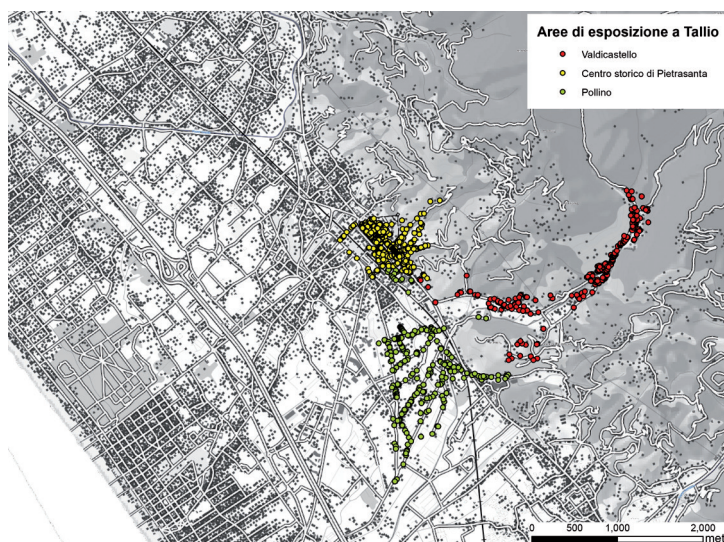 Aree di esposizione a Tallio
Valdicastello
Centro storico di Pietrasanta
Pollino
0 500 1,000 2,000
met